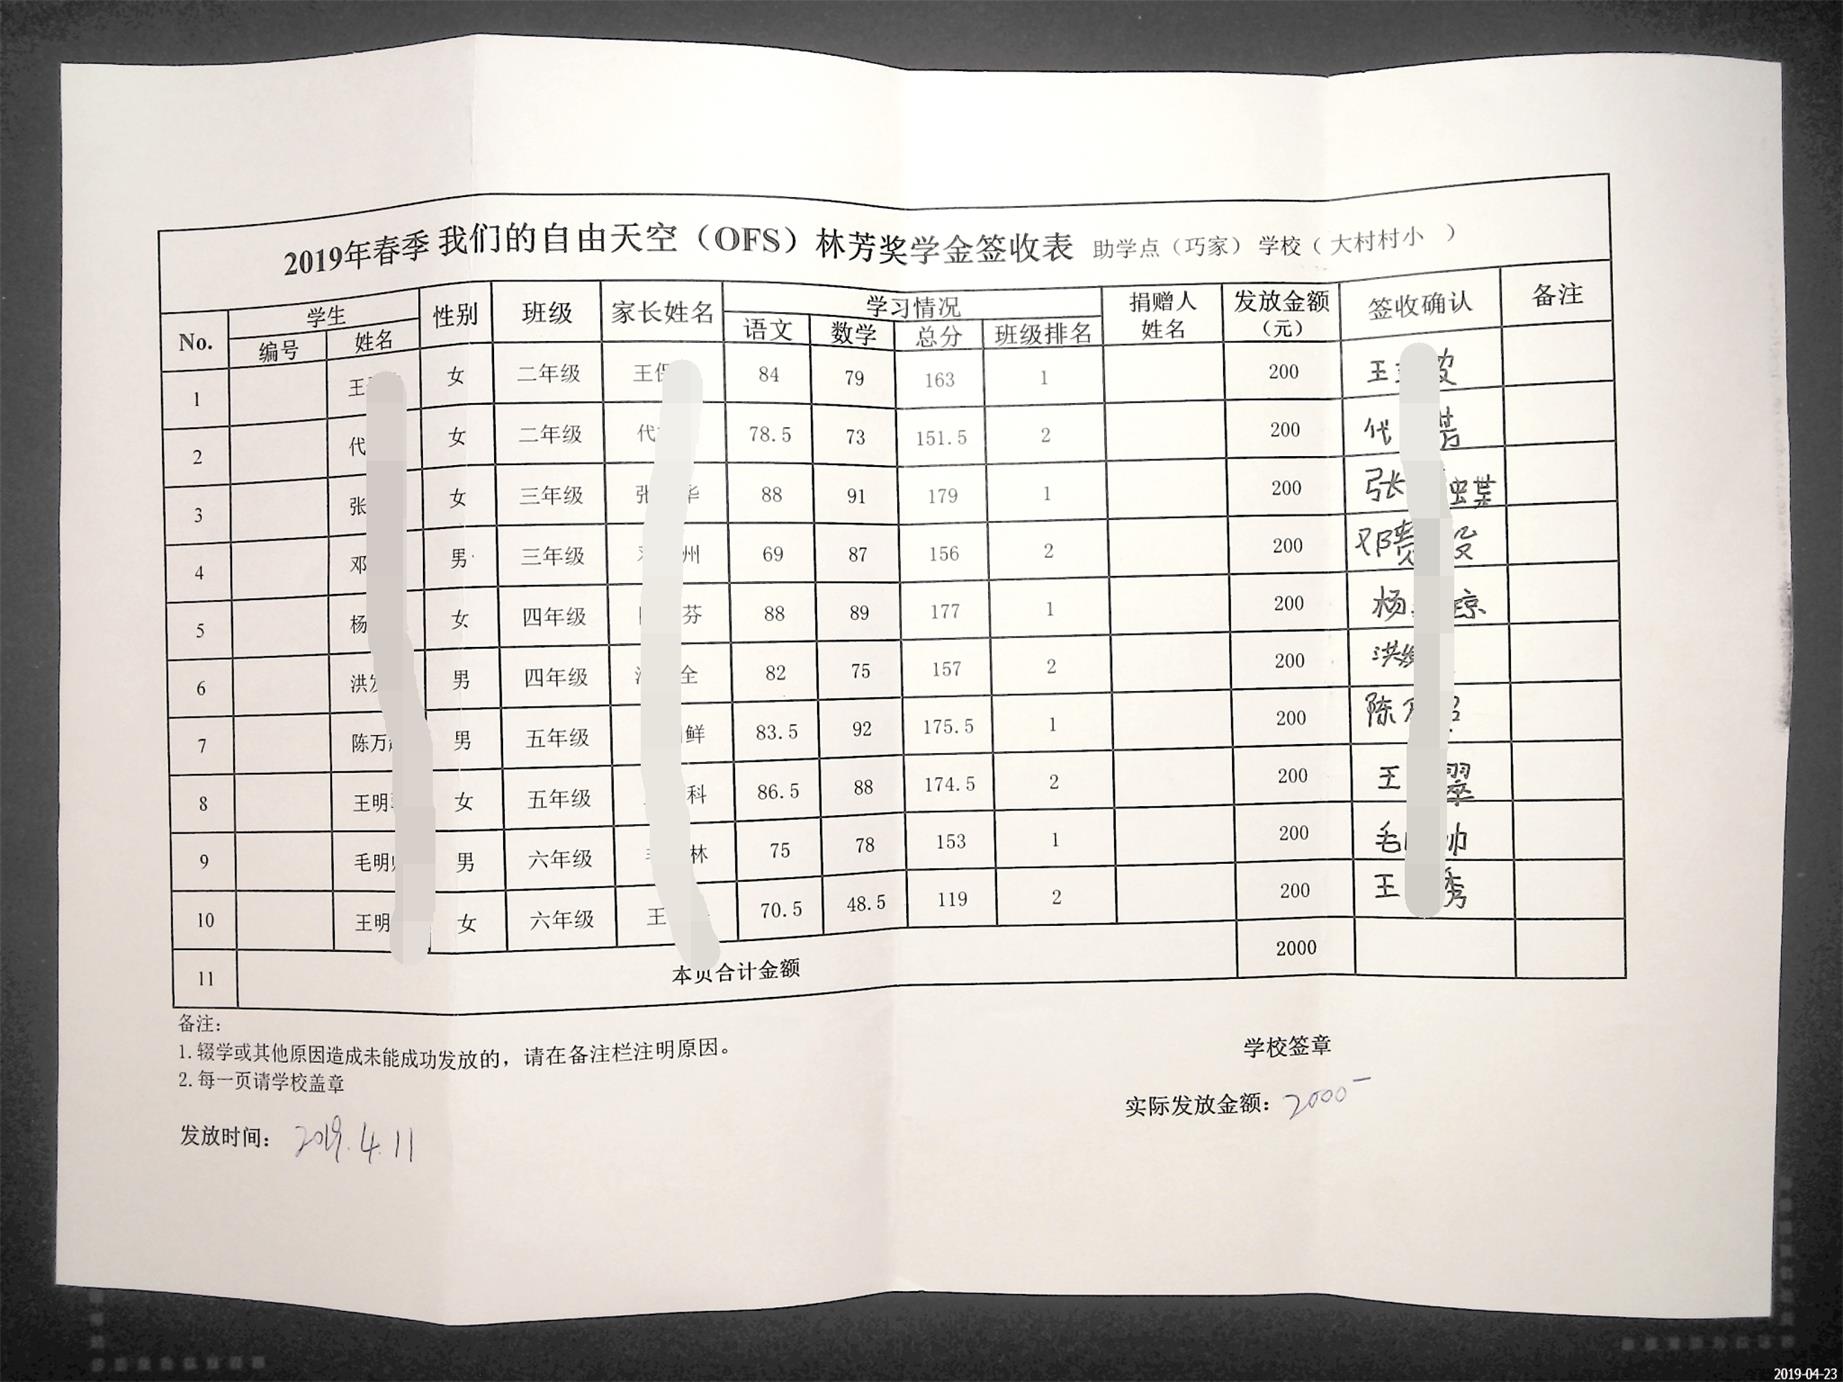 2019年春季 我们的自由天空（OFS）林芳奖学金签收表 助学点（巧家）学校（ 大村村小 ）
No. 学生 性别 班级 家长姓名 学习情况 捐赠人姓名 发放金额（元） 签收确认 备注
编号 姓名 语文 数学 总分 班级排名
1 王 女 二年级 王 84 79 163 1 200 王
2 代 女 二年级 代 78.5 73 151.5 2 200 代
3 张 女 三年级 张 华 88 91 179 1 200 张 蝶
4 邓 男 三年级 州 69 87 156 2 200 邓
5 杨 女 四年级 芬 88 89 177 1 200 杨 琼
6 洪 男 四年级 全 82 75 157 2 200 洪
7 陈万 男 五年级 鲜 83.5 92 175.5 1 200 陈
8 王明 女 五年级 科 86.5 88 174.5 2 200 王 翠
9 毛明 男 六年级 林 75 78 153 1 200 毛 帅
10 王明 女 六年级 王 70.5 48.5 119 2 200 王 秀
11 本页合计金额 2000
备注：
1. 辍学或其他原因造成未能成功发放的，请在备注栏注明原因。
2. 每一页请学校盖章
学校签章
实际发放金额： 2000
发放时间： 2019.4.11
2019-04-23